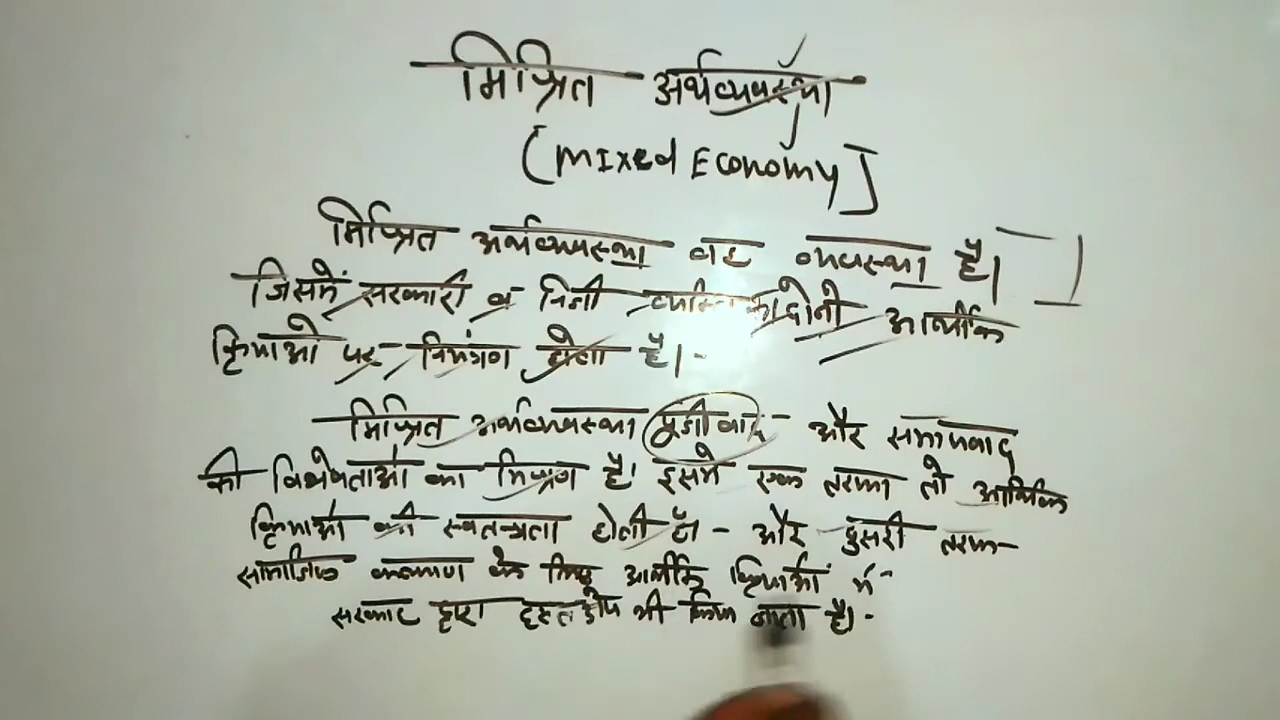 मिश्रित अर्थव्यवस्था
[Mixed Economy]
मिश्रित अर्थव्यवस्था वह व्यवस्था है।
जिसमें सरकारी व निजी का दोनो आर्थीक
क्रियाओ पर नियंत्रण होता है।
मिश्रित अर्थव्यवस्था पूंजीवाद और समाजवाद
की विशेषताओं का मिश्रण है। इसमे एक तरफ तो आर्थिक
क्रियाओं की स्वतन्त्रता होती है। और दुसरी तरफ
सामाजिक कल्याण के लिए आर्थीक क्रियाओं में
सरकार द्वारा हस्तक्षेप भी किया जाता है।